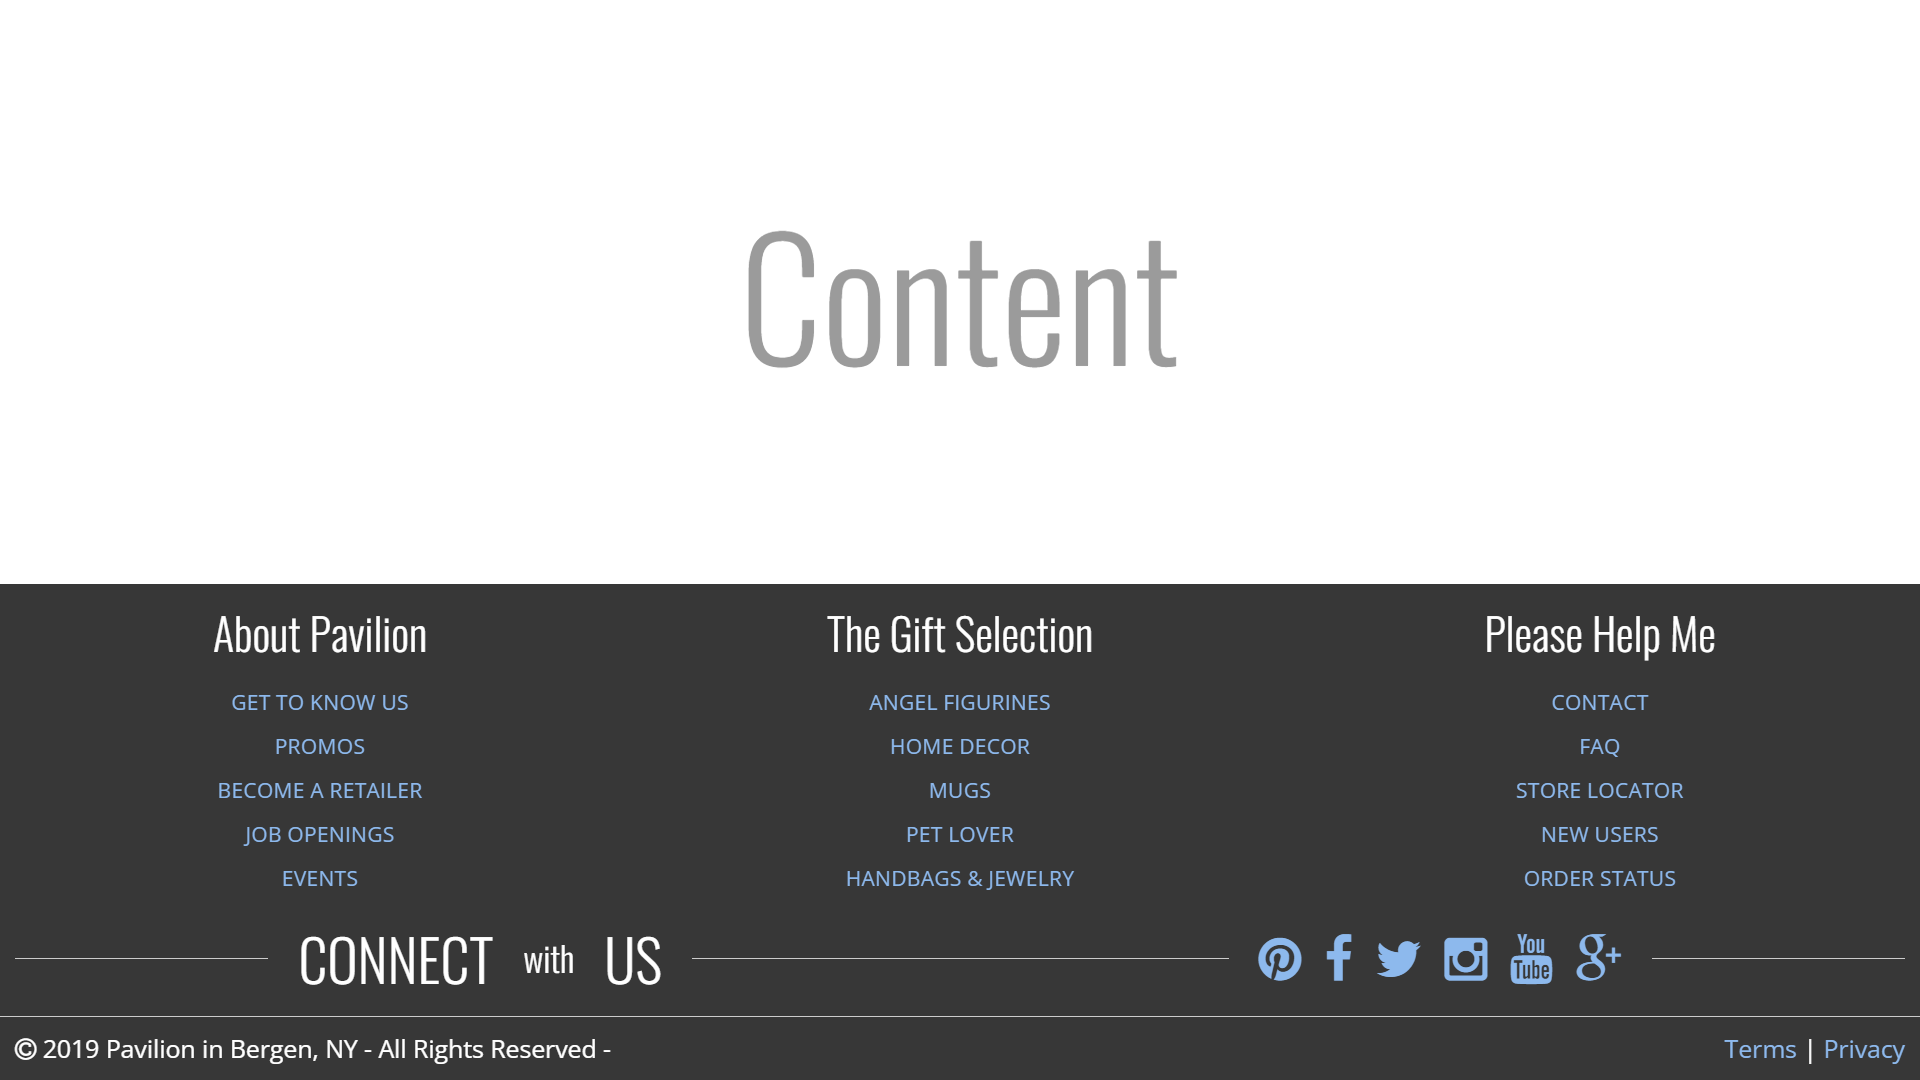 Content
About Pavilion
GET TO KNOW US
PROMOS
BECOME A RETAILER
JOB OPENINGS
EVENTS
The Gift Selection
ANGEL FIGURINES
HOME DECOR
MUGS
PET LOVER
HANDBAGS & JEWELRY
Please Help Me
CONTACT
FAQ
STORE LOCATOR
NEW USERS
ORDER STATUS
CONNECT with US
You
Tube
g+
© 2019 Pavilion in Bergen, NY - All Rights Reserved -
Terms | Privacy